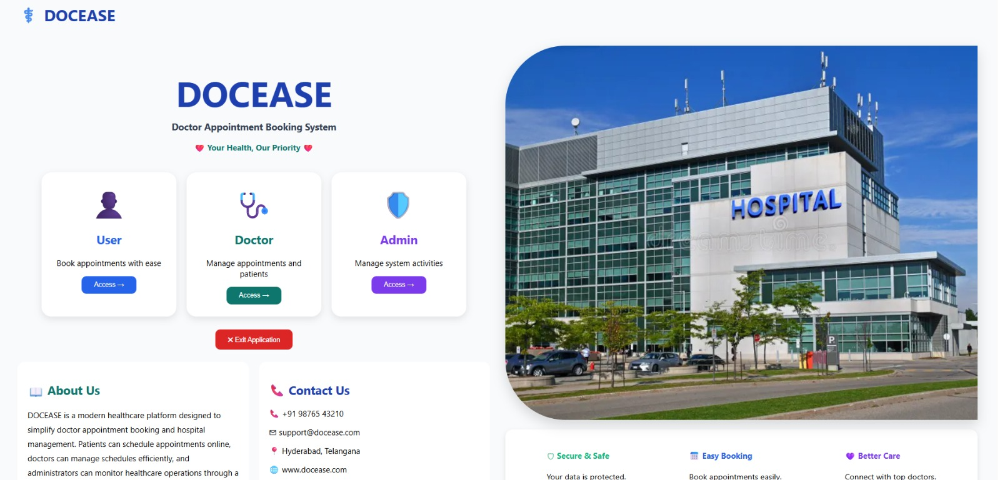 DOCEASE
DOCEASE
Doctor Appointment Booking System
Your Health, Our Priority
User
Book appointments with ease
Access →
Doctor
Manage appointments and
patients
Access →
Admin
Manage system activities
Access →
✕ Exit Application
About Us
DOCEASE is a modern healthcare platform designed to
simplify doctor appointment booking and hospital
management. Patients can schedule appointments online,
doctors can manage schedules efficiently, and
administrators can monitor healthcare operations through a
Contact Us
+91 98765 43210
support@docease.com
Hyderabad, Telangana
www.docease.com
HOSPITAL
dreamstime.
P
Secure & Safe
Your data is protected.
Easy Booking
Book appointments easily.
Better Care
Connect with top doctors.